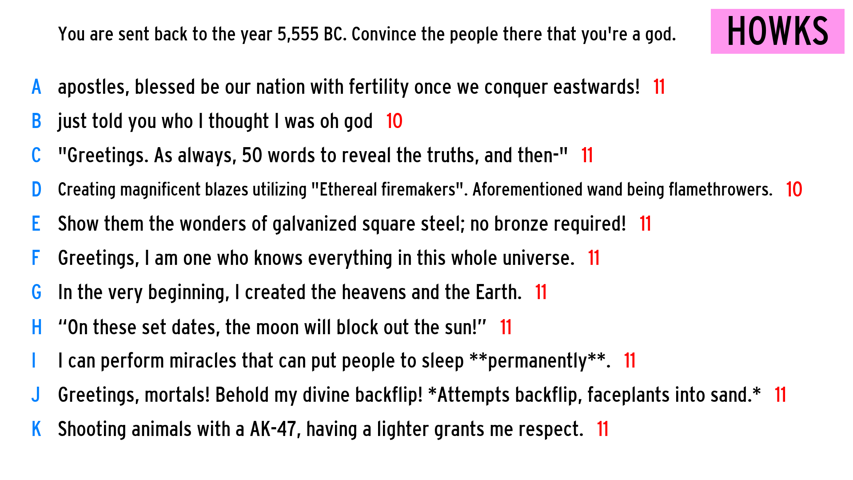 You are sent back to the year 5,555 BC. Convince the people there that you're a god.
HOWKS
A apostles, blessed be our nation with fertility once we conquer eastwards! 11
B just told you who I thought I was oh god 10
C "Greetings. As always, 50 words to reveal the truths, and then-" 11
D Creating magnificent blazes utilizing "Ethereal firemakers". Aforementioned wand being flamethrowers. 10
E Show them the wonders of galvanized square steel; no bronze required! 11
F Greetings, I am one who knows everything in this whole universe. 11
G In the very beginning, I created the heavens and the Earth. 11
H “On these set dates, the moon will block out the sun!” 11
I I can perform miracles that can put people to sleep **permanently**. 11
J Greetings, mortals! Behold my divine backflip! *Attempts backflip, faceplants into sand.* 11
K Shooting animals with a AK-47, having a lighter grants me respect. 11